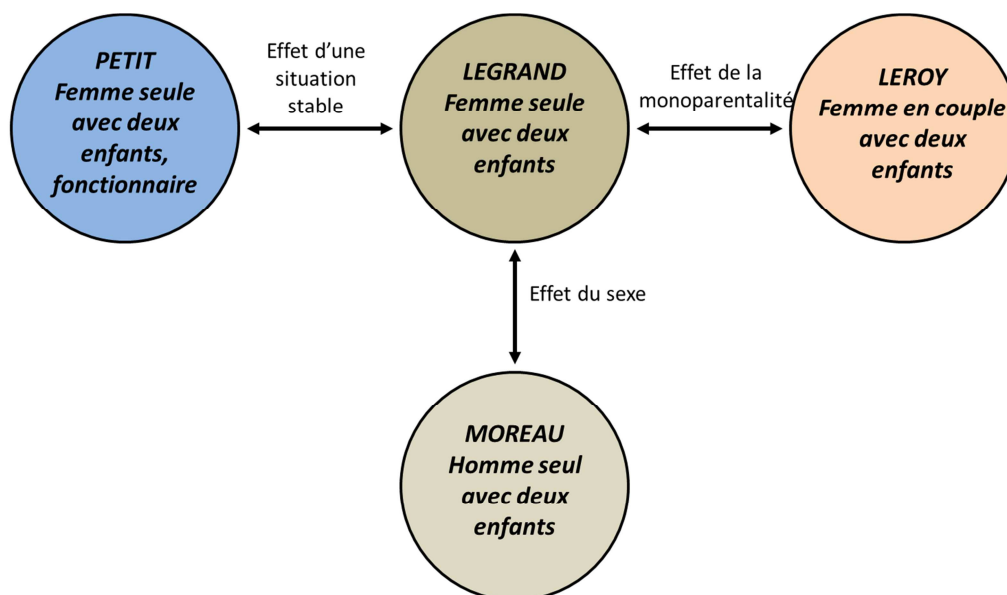 PETIT
Femme seule
avec deux
enfants,
fonctionnaire
Effet d’une
situation
stable
LEGRAND
Femme seule
avec deux
enfants
Effet de la
monoparentalité
LEROY
Femme en couple
avec deux
enfants
Effet du sexe
MOREAU
Homme seul
avec deux
enfants